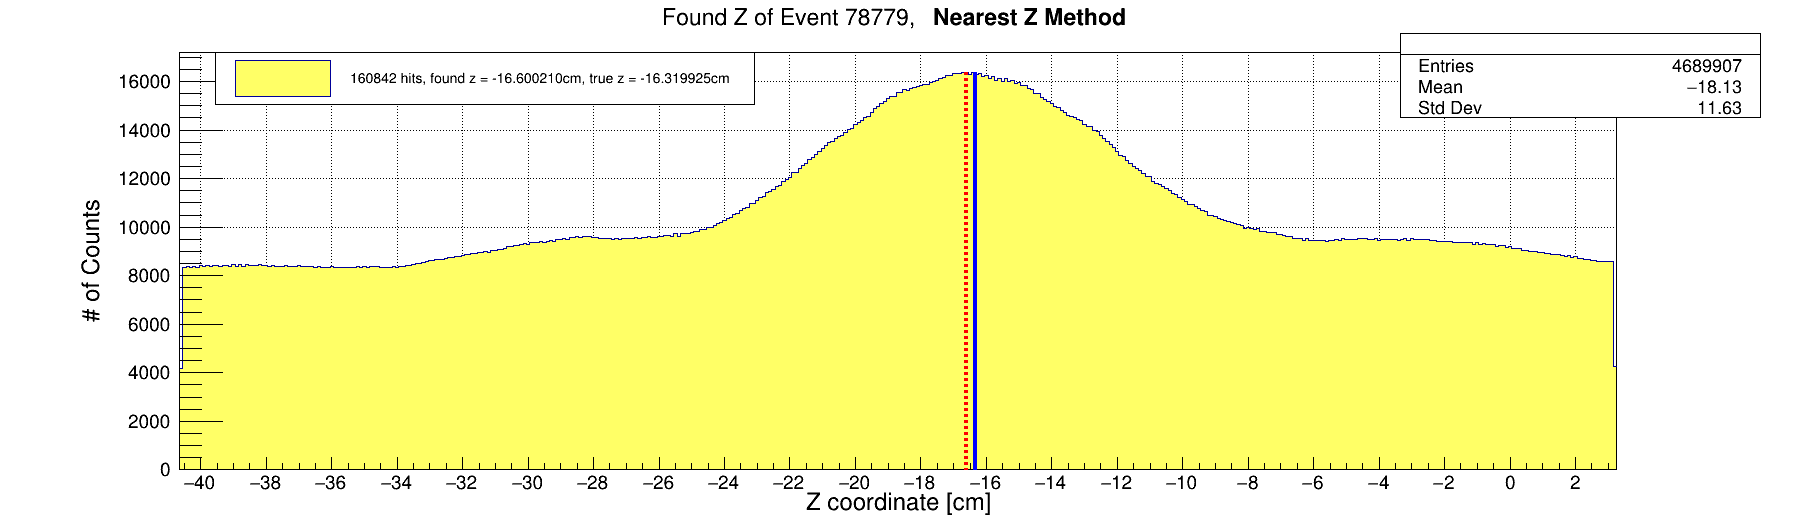 Found Z of Event 78779, Nearest Z Method
160842 hits, found z = -16.600210cm, true z = -16.319925cm
Entries 4689907
Mean −18.13
Std Dev 11.63
# of Counts
16000
14000
12000
10000
8000
6000
4000
2000
0
−40 −38 −36 −34 −32 −30 −28 −26 −24 −22 −20 −18 −16 −14 −12 −10 −8 −6 −4 −2 0 2
Z coordinate [cm]